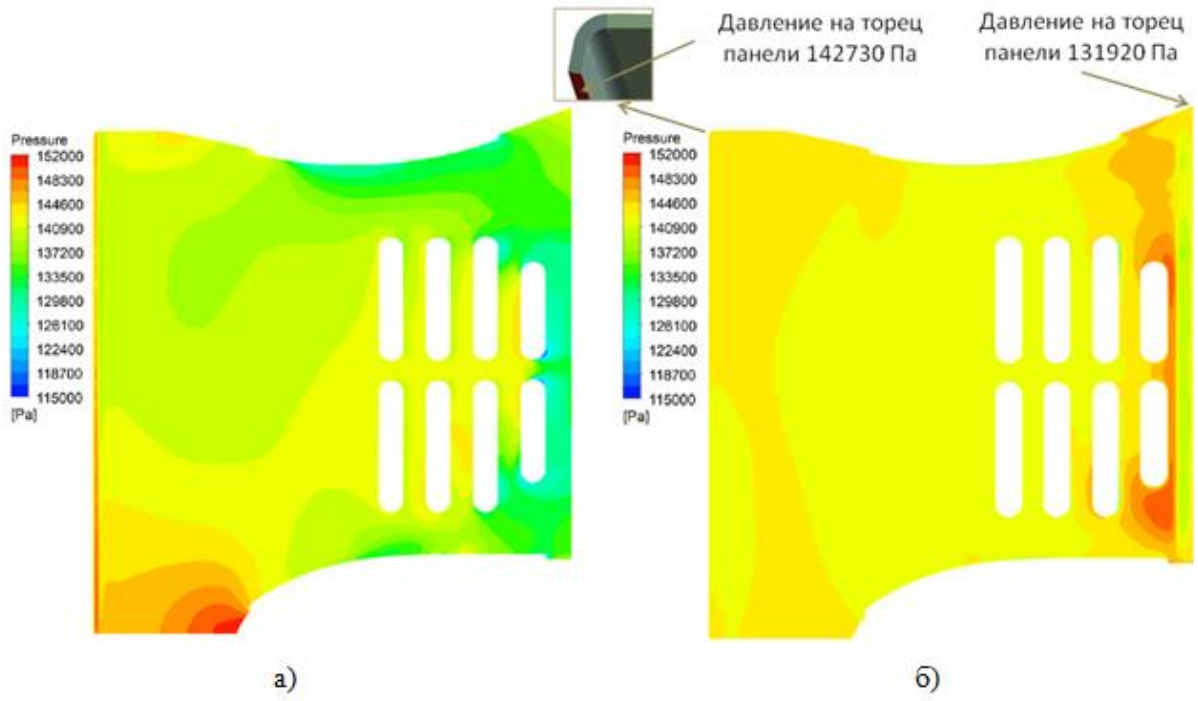 Давление на торец
панели 142730 Па
Давление на торец
панели 131920 Па
Pressure
152000
148300
144600
140900
137200
133500
129800
126100
122400
118700
115000
[Pa]
Pressure
152000
148300
144600
140900
137200
133500
129800
126100
122400
118700
115000
[Pa]
а)
б)